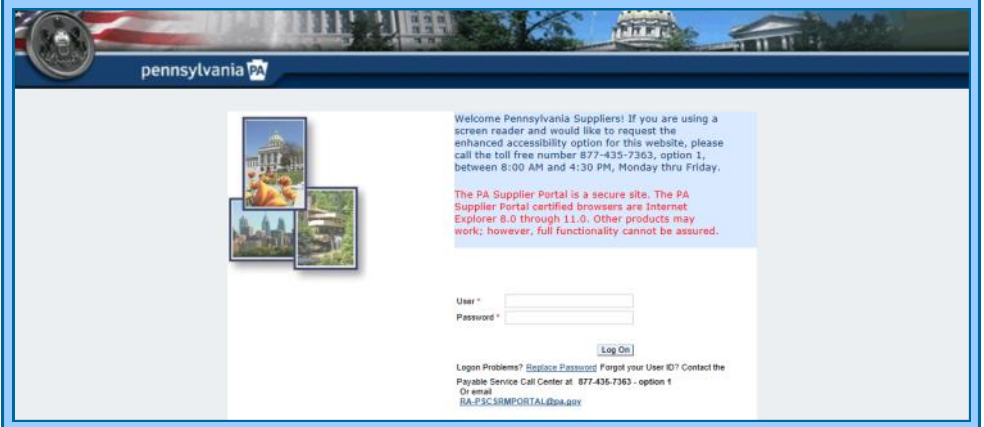 pennsylvania PA
Welcome Pennsylvania Suppliers! If you are using a
screen reader and would like to request the
enhanced accessibility option for this website, please
call the toll free number 877-435-7363, option 1,
between 8:00 AM and 4:30 PM, Monday thru Friday.
The PA Supplier Portal is a secure site. The PA
Supplier Portal certified browsers are Internet
Explorer 8.0 through 11.0. Other products may
work; however, full functionality cannot be assured.
User *
Password *
Log On
Logon Problems? Replace Password Forgot your User ID? Contact the
Payable Service Call Center at 877-435-7363 - option 1
Or email
RA-PSCSRMPORTAL@pa.gov